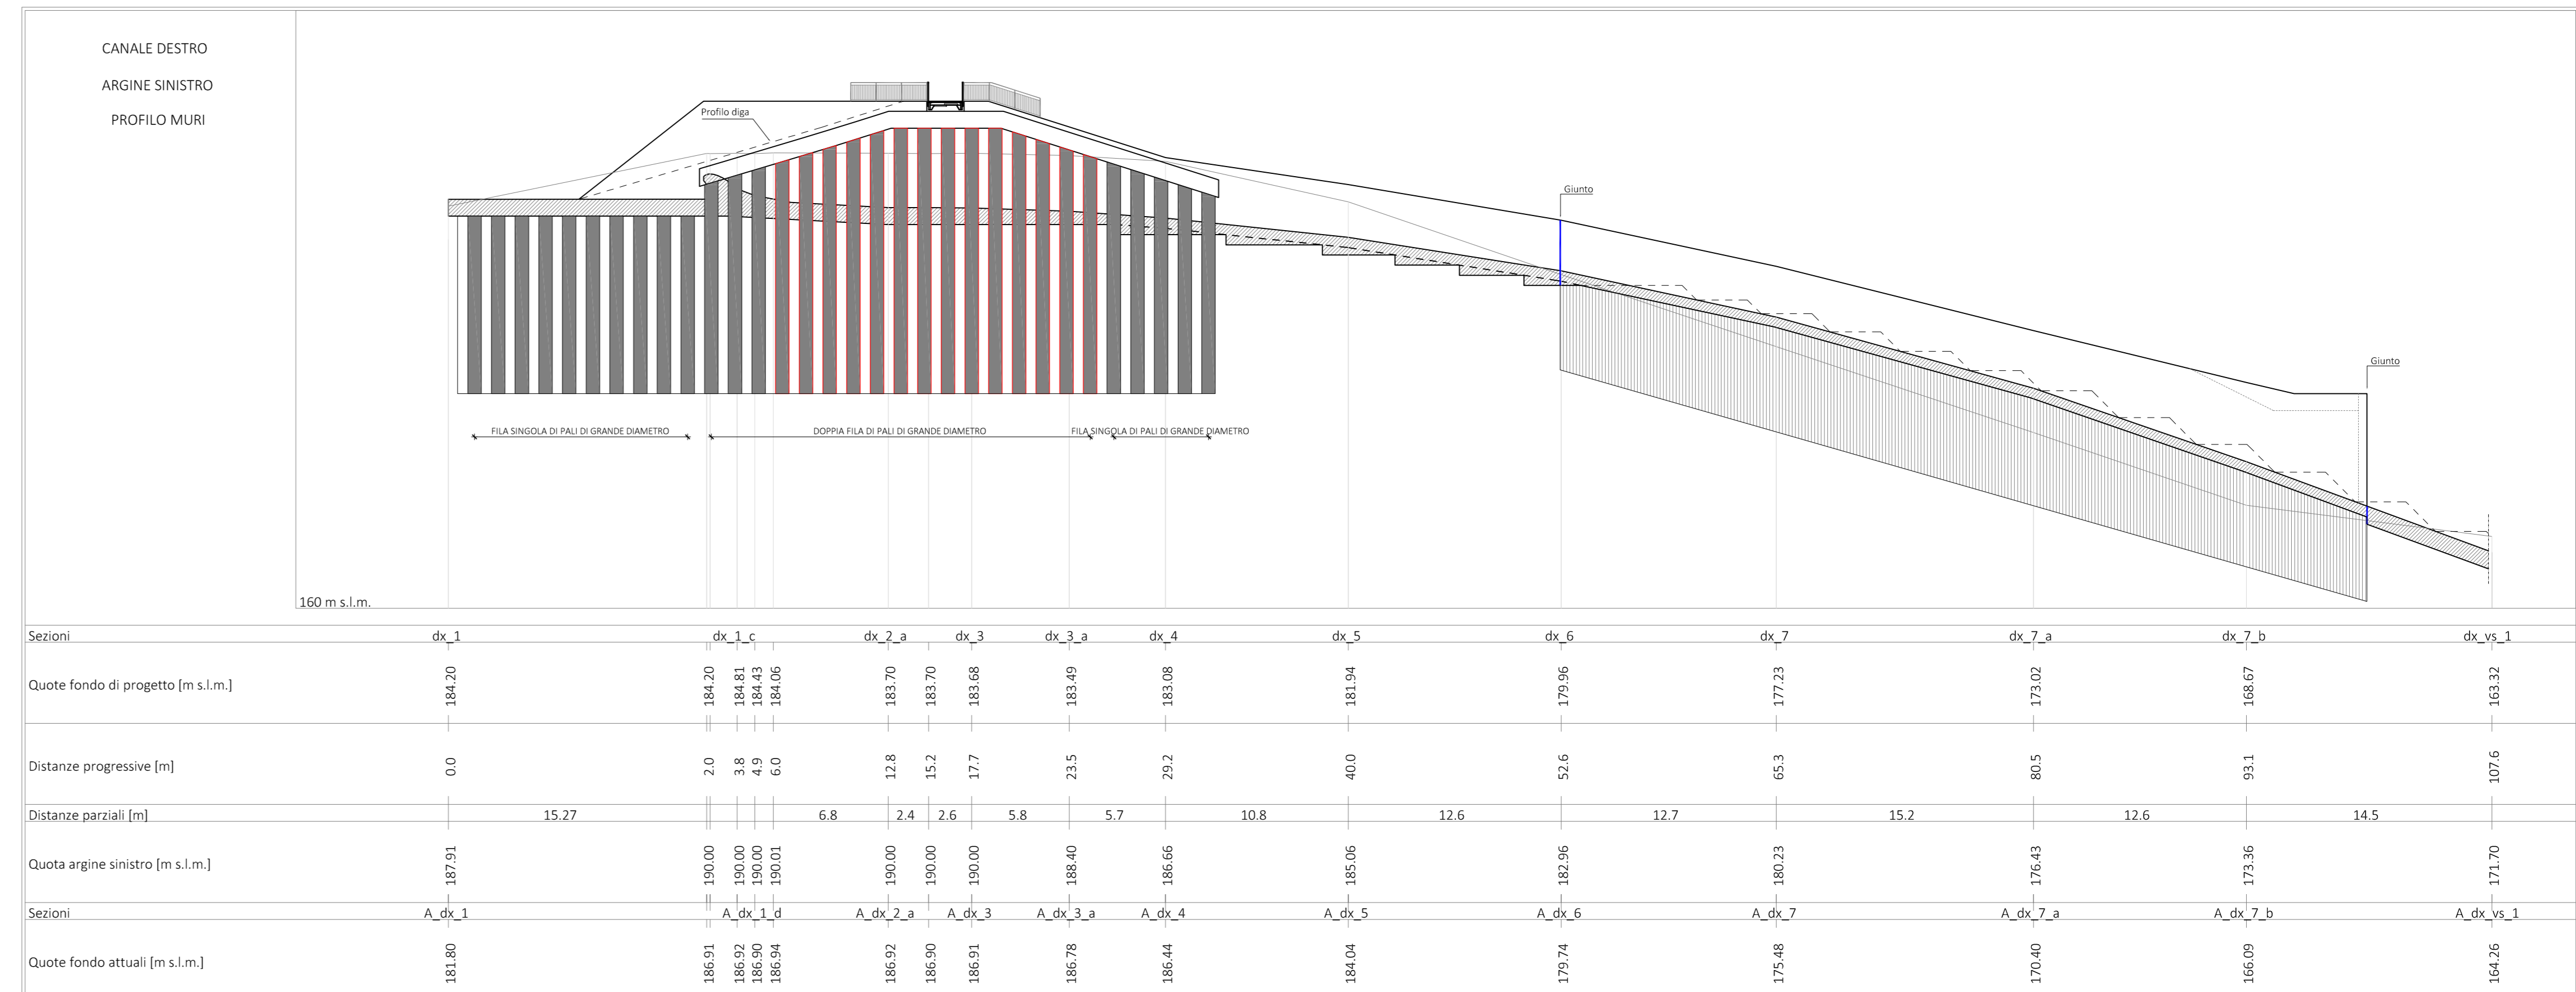 CANALE DESTRO
ARGINE SINISTRO
PROFILO MURI
Profilo diga
Giunto
Giunto
FILA SINGOLA DI PALI DI GRANDE DIAMETRO
DOPPIA FILA DI PALI DI GRANDE DIAMETRO
FILA SINGOLA DI PALI DI GRANDE DIAMETRO
160 m s.l.m.
Sezioni dx_1 dx_1_c dx_2_a dx_3 dx_3_a dx_4 dx_5 dx_6 dx_7 dx_7_a dx_7_b dx_vs_1
Quote fondo di progetto [m s.l.m.] 184.20 184.20 184.81 184.43 184.06 183.70 183.70 183.68 183.49 183.08 181.94 179.96 177.23 173.02 168.67 163.32
Distanze progressive [m] 0.0 2.0 3.8 4.9 6.0 12.8 15.2 17.7 23.5 29.2 40.0 52.6 65.3 80.5 93.1 107.6
Distanze parziali [m] 15.27 6.8 2.4 2.6 5.8 5.7 10.8 12.6 12.7 15.2 12.6 14.5
Quota argine sinistro [m s.l.m.] 187.91 190.00 190.00 190.00 190.01 190.00 190.00 190.00 188.40 186.66 185.06 182.96 180.23 176.43 173.36 171.70
Sezioni A_dx_1 A_dx_1_d A_dx_2_a A_dx_3 A_dx_3_a A_dx_4 A_dx_5 A_dx_6 A_dx_7 A_dx_7_a A_dx_7_b A_dx_vs_1
Quote fondo attuali [m s.l.m.] 181.80 186.91 186.92 186.90 186.94 186.92 186.90 186.91 186.78 186.44 184.04 179.74 175.48 170.40 166.09 164.26